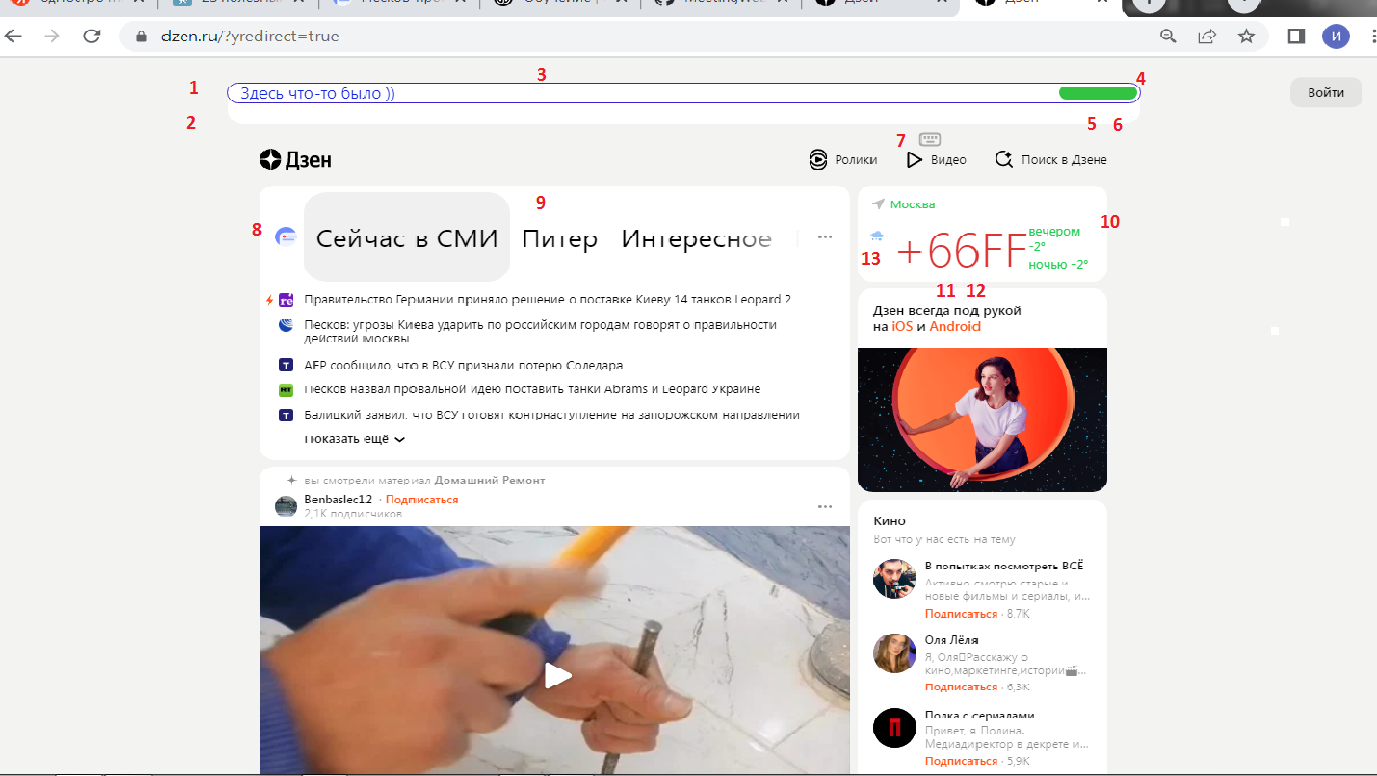 Дзен
Дзен
dzen.ru/?yredirect=true
И
3
4
1
Здесь что-то было ))
Войти
2
5 6
7
Дзен
Ролики
Видео
Поиск в Дзене
9
Москва
8
Сейчас в СМИ
Питер
Интересное
10
+66FF
вечером
-2°
ночью -2°
13
11 12
Правительство Германии приняло решение о поставке Киеву 14 танков Leopard 2
Песков: угрозы Киева ударить по российским городам говорят о правильности
действий Москвы
AFP сообщило, что в ВСУ признали потерю Соледара
Песков назвал провальной идею поставить танки Abrams и Leopard Украине
Балицкий заявил, что ВСУ готовят контрнаступление на запорожском направлении
Показать ещё
Дзен всегда под рукой
на iOS и Android
вы смотрели материал Домашний Ремонт
Benbaslec12 · Подписаться
2,1K подписчиков
Кино
Вот что у нас есть на тему
В попытках посмотреть ВСЁ
Активно смотрю старые и
новые фильмы и сериалы, и...
Подписаться · 8,7K
Оля Лёля
Я, Оля Расскажу о
кино,маркетинге,истории...
Подписаться · 6,3K
Полка с сериалами
Привет, я Полина.
Медиадиректор в декрете и...
Подписаться · 5,9K